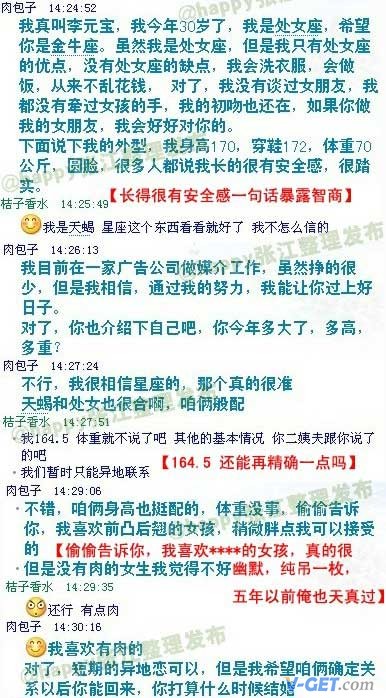 肉包子 14:24:52
我真叫李元宝，我今年30岁了，我是处女座，希望
你是金牛座。虽然我是处女座，但是我只有处女座
的优点，没有处女座的缺点，我会洗衣服，会做
饭，从来不乱花钱， 对了，我没有谈过女朋友，我
都没有牵过女孩的手，我的初吻也还在，如果你做
我的女朋友，我会好好对你的。
下面说下我的外型，我身高170，穿鞋172，体重70
公斤，圆脸，很多人都说我长的很有安全感，很踏
实。
【长得很有安全感一句话暴露智商】
桔子香水 14:25:49
我是天蝎 星座这个东西看看就好了 我不怎么信的
肉包子 14:26:13
我目前在一家广告公司做媒介工作，虽然挣的很
少，但是我相信，通过我的努力，我能让你过上好
日子。
对了，你也介绍下自己吧，你今年多大了，多高，
多重？
肉包子 14:27:24
不行，我很相信星座的，那个真的很准
天蝎和处女也很合啊，咱俩般配
桔子香水 14:27:51
我164.5 体重就不说了吧 其他的基本情况 你二姨夫跟你说了
的吧
【164.5 还能再精确一点吗】
我们暂时只能异地联系
肉包子 14:29:06
不错，咱俩身高也挺配的，体重没事，偷偷告诉
你，我喜欢前凸后翘的女孩，稍微胖点我可以接受
的
【偷偷告诉你，我喜欢****的女孩，真的很
但是没有肉的女生我觉得不好
幽默，纯吊一枚，
桔子香水 14:29:35
五年以前俺也天真过】
还行 有点肉
肉包子 14:30:16
我喜欢有肉的
对了，短期的异地恋可以，但是我希望咱俩确定关
系以后你能回来，你打算什么时候结婚
@happy张江整理发布
V-GET.com